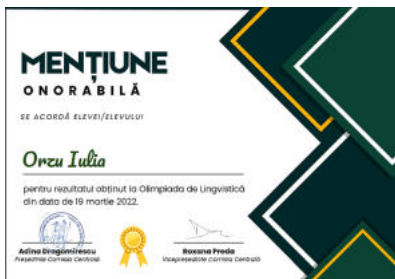 MENȚIUNE
ONORABILĂ
SE ACORDĂ ELEVEI/ELEVULUI
Orzu Iulia
pentru rezultatul obținut la Olimpiada de Lingvistică
din data de 19 martie 2022.
Adina Dragomirescu
Președinte Comisia Centrală
Roxana Preda
Vicepreședinte Comisia Centrală